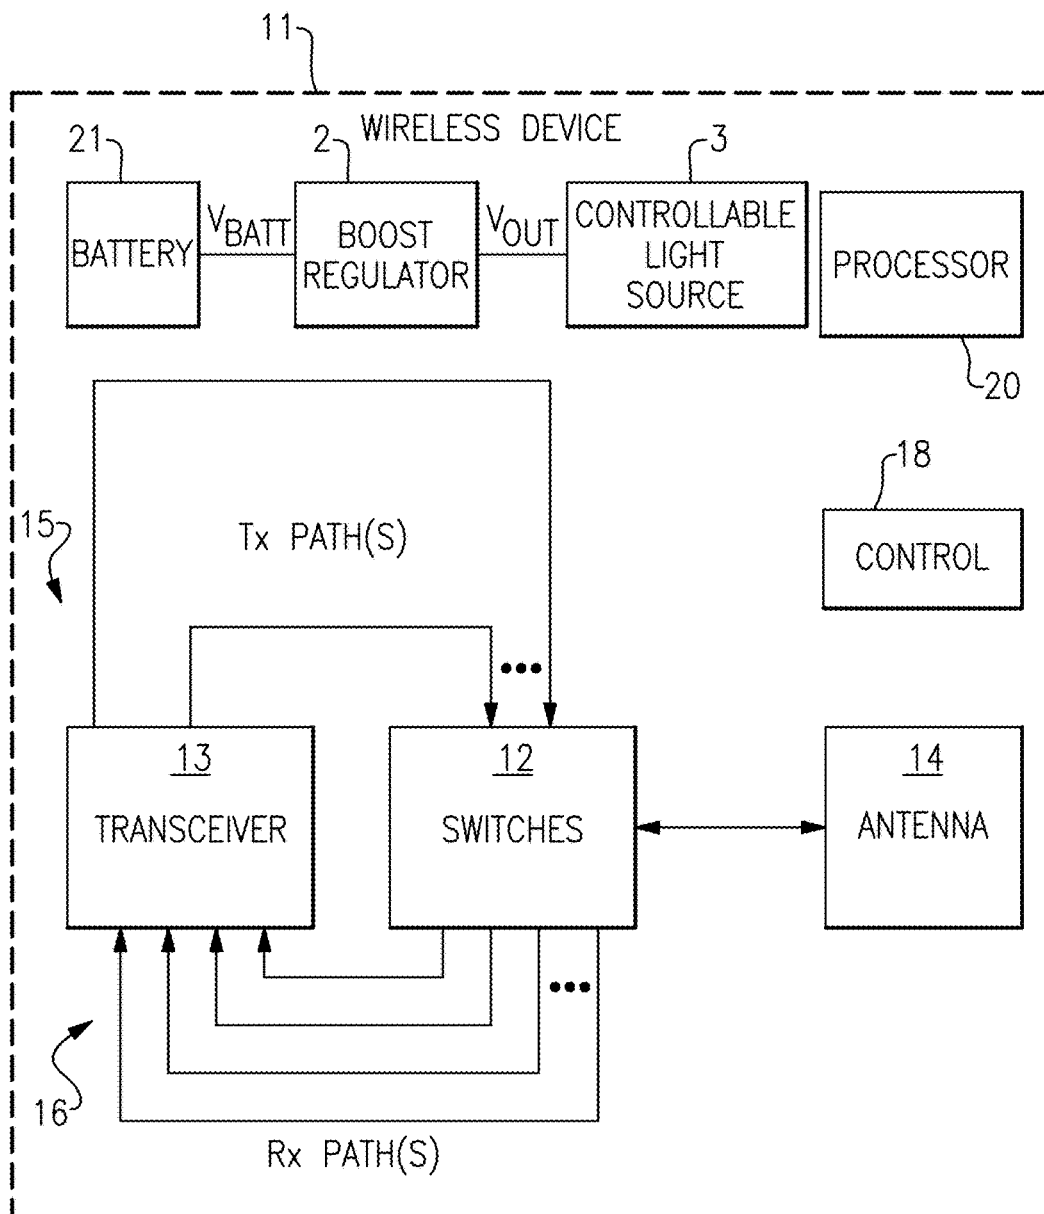 11
WIRELESS DEVICE
21
2
3
BATTERY
VBATT
BOOST
REGULATOR
VOUT
CONTROLLABLE
LIGHT
SOURCE
PROCESSOR
20
18
CONTROL
15
Tx PATH(S)
13
TRANSCEIVER
12
SWITCHES
14
ANTENNA
16
Rx PATH(S)